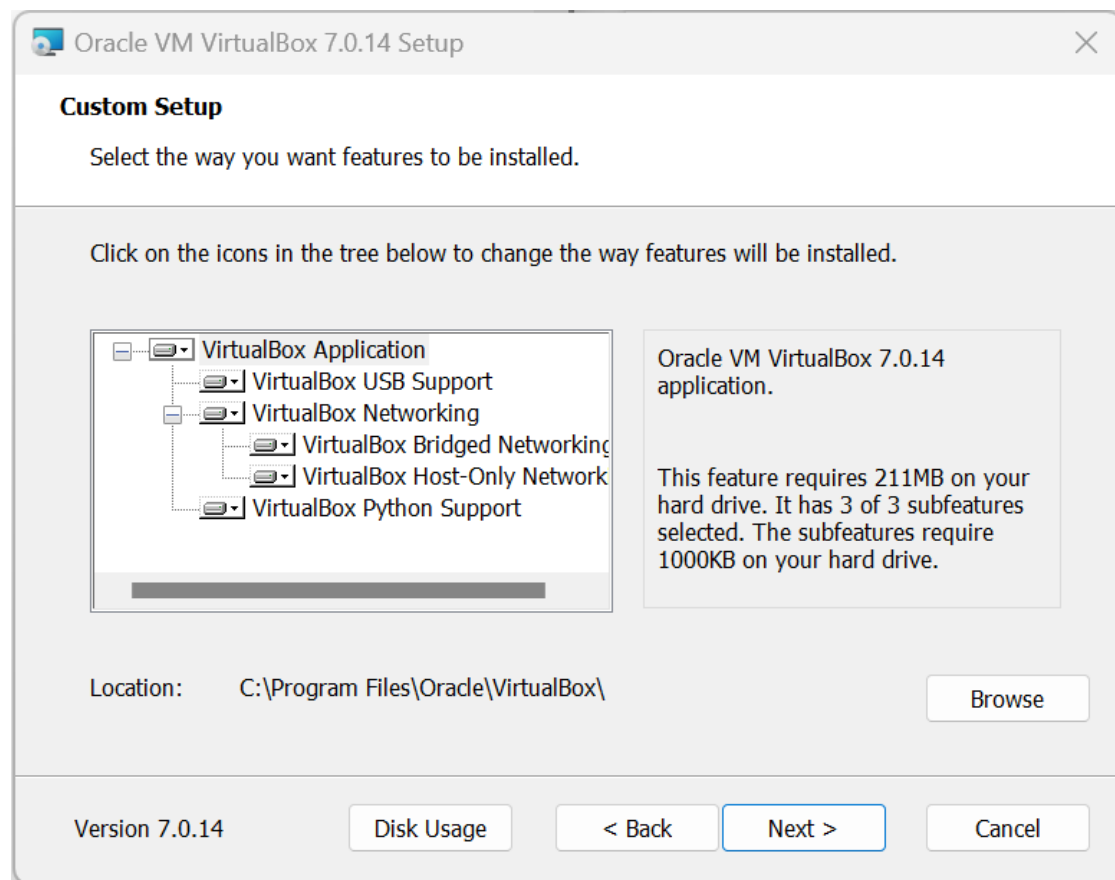 Oracle VM VirtualBox 7.0.14 Setup
Custom Setup
Select the way you want features to be installed.
Click on the icons in the tree below to change the way features will be installed.
VirtualBox Application
VirtualBox USB Support
VirtualBox Networking
VirtualBox Bridged Networking
VirtualBox Host-Only Network
VirtualBox Python Support
Oracle VM VirtualBox 7.0.14
application.
This feature requires 211MB on your
hard drive. It has 3 of 3 subfeatures
selected. The subfeatures require
1000KB on your hard drive.
Location: C:\Program Files\Oracle\VirtualBox\
Browse
Version 7.0.14 Disk Usage < Back Next > Cancel